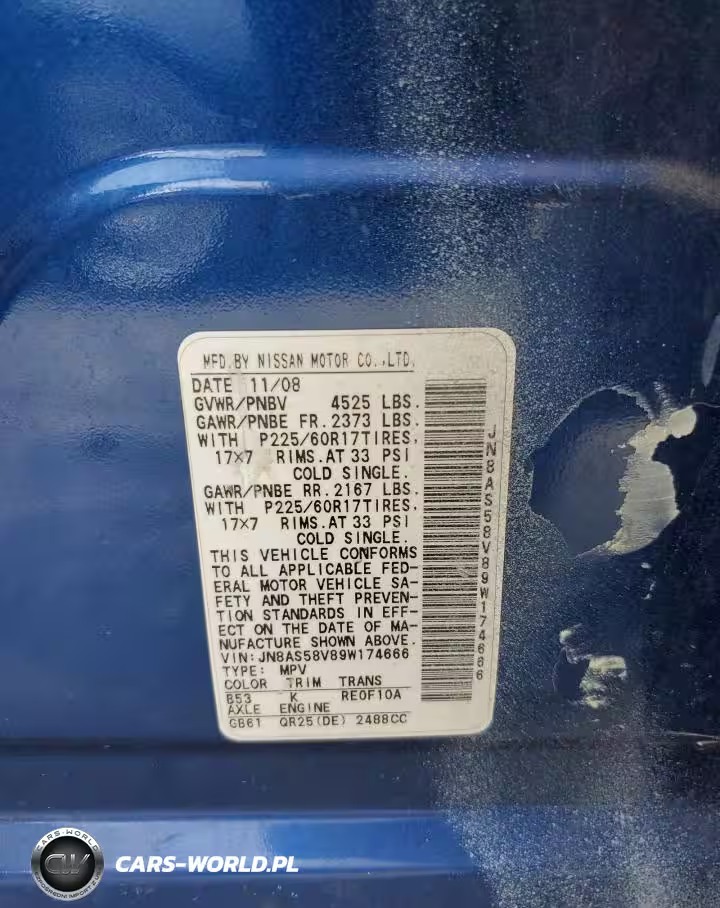 MFD.BY NISSAN MOTOR CO.,LTD.
DATE 11/08
GVWR/PNBV 4525 LBS.
GAWR/PNBE FR.2373 LBS.
WITH P225/60R17TIRES,
17×7 RIMS.AT 33 PSI
COLD SINGLE.
GAWR/PNBE RR.2167 LBS.
WITH P225/60R17TIRES,
17×7 RIMS.AT 33 PSI
COLD SINGLE.
THIS VEHICLE CONFORMS
TO ALL APPLICABLE FED-
ERAL MOTOR VEHICLE SA-
FETY AND THEFT PREVEN-
TION STANDARDS IN EFF-
ECT ON THE DATE OF MA-
NUFACTURE SHOWN ABOVE.
VIN:JN8AS58V89W174666
TYPE: MPV
COLOR TRIM TRANS
B53 K RE0F10A
AXLE ENGINE
GB61 QR25(DE) 2488CC
JN8AS58V89W174666
CARS-WORLD
CW
CARS-WORLD.PL